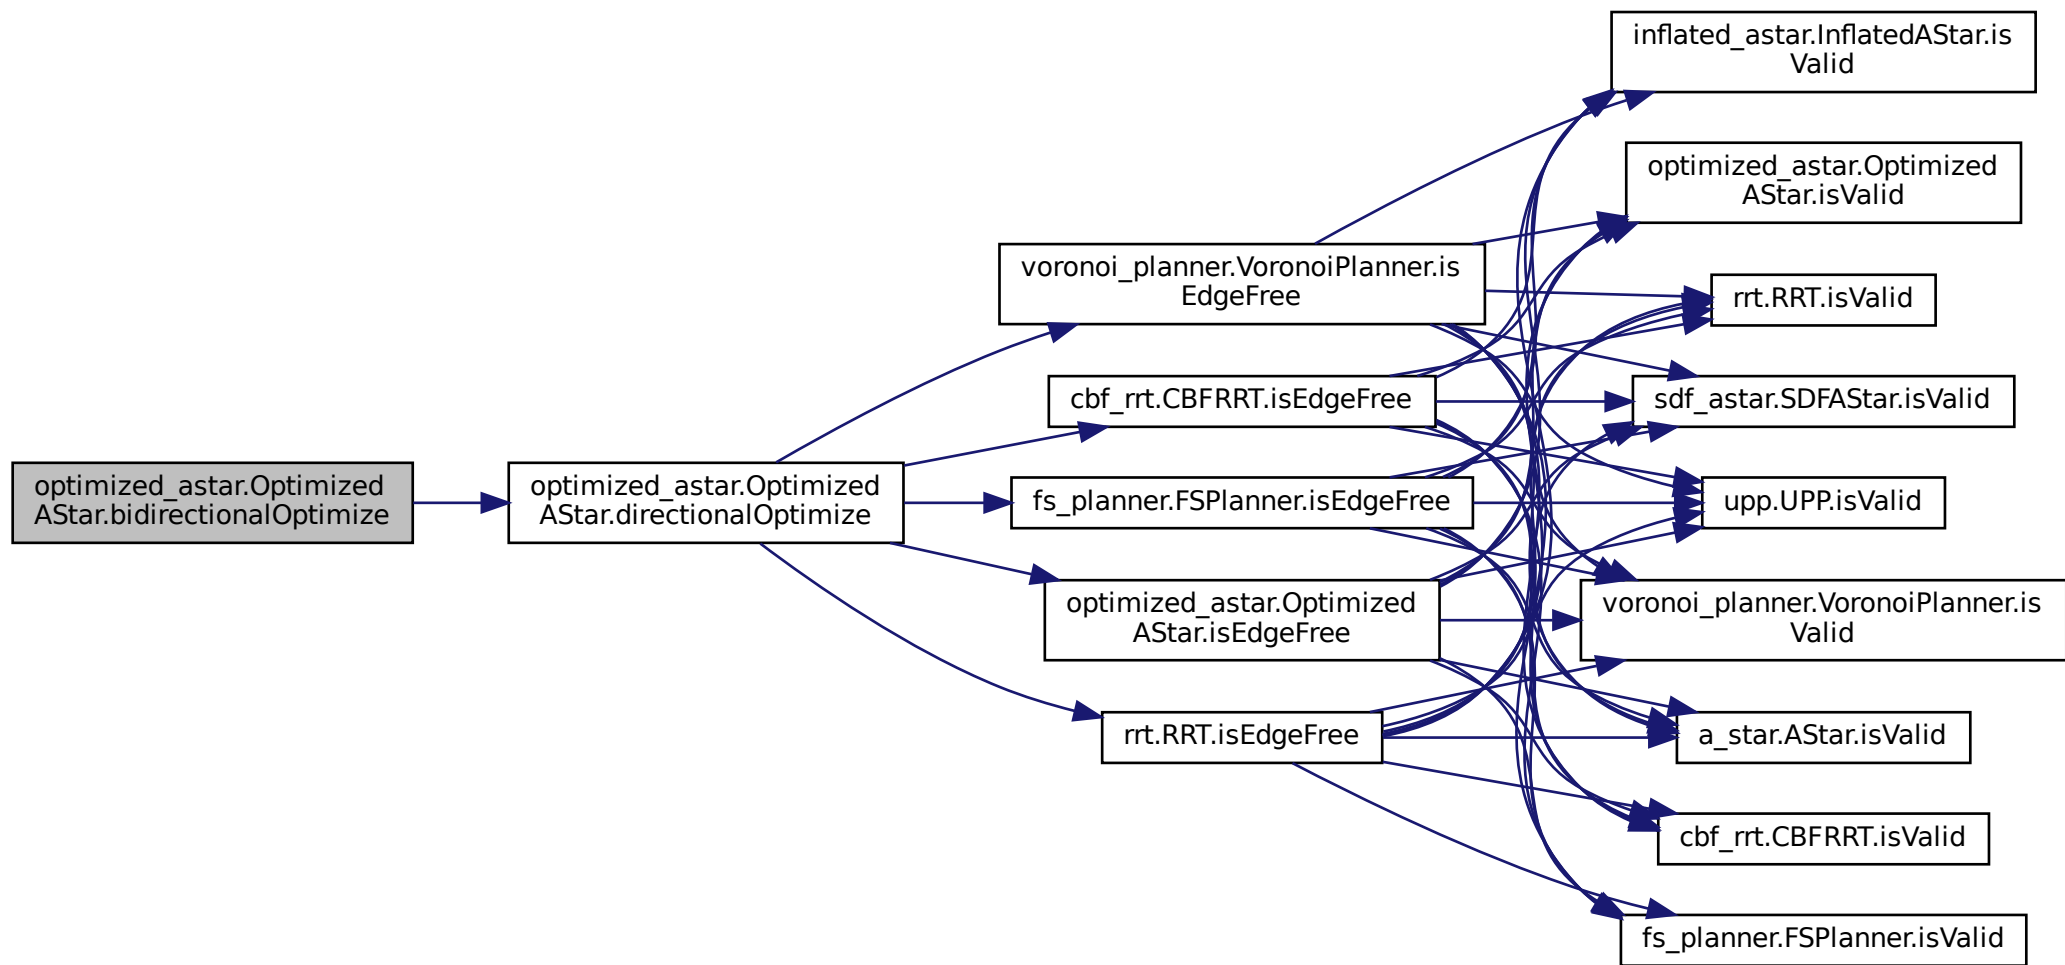 optimized_astar.Optimized
AStar.bidirectionalOptimize
optimized_astar.Optimized
AStar.directionalOptimize
voronoi_planner.VoronoiPlanner.is
EdgeFree
cbf_rrt.CBFRRT.isEdgeFree
fs_planner.FSPlanner.isEdgeFree
optimized_astar.Optimized
AStar.isEdgeFree
rrt.RRT.isEdgeFree
inflated_astar.InflatedAStar.is
Valid
optimized_astar.Optimized
AStar.isValid
rrt.RRT.isValid
sdf_astar.SDFAStar.isValid
upp.UPP.isValid
voronoi_planner.VoronoiPlanner.is
Valid
a_star.AStar.isValid
cbf_rrt.CBFRRT.isValid
fs_planner.FSPlanner.isValid